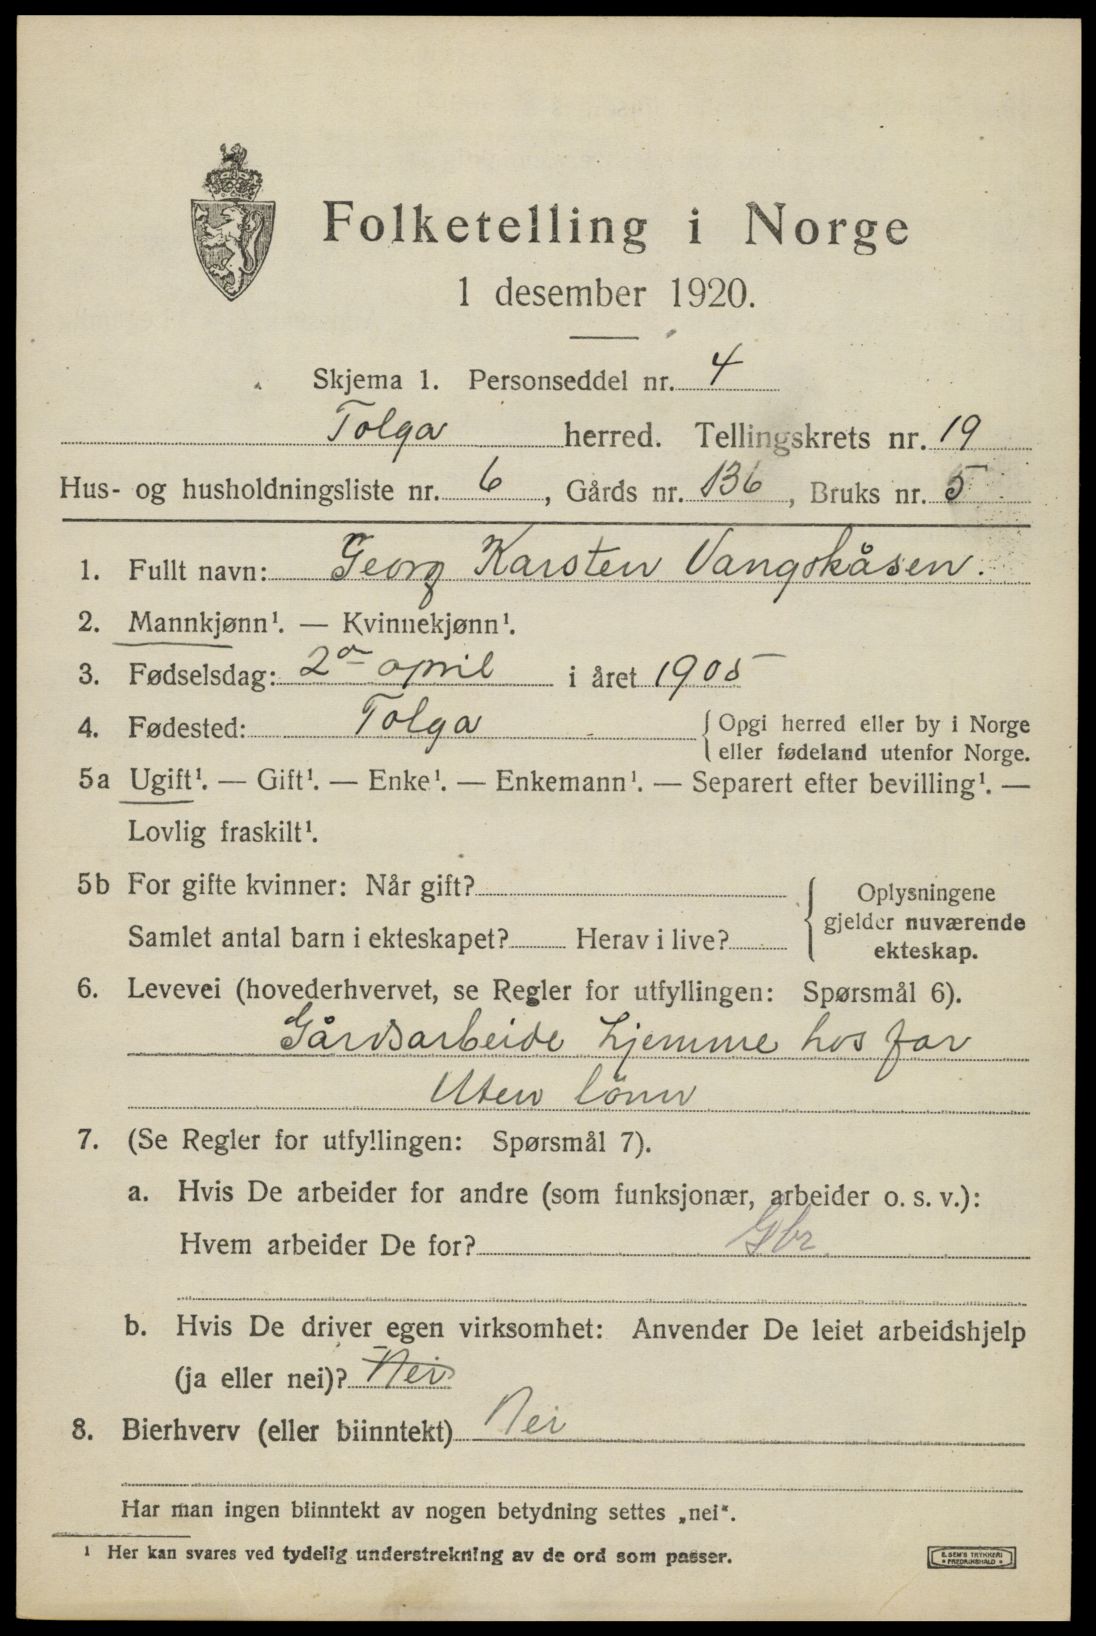 Folketelling i Norge
1 desember 1920.
Skjema 1. Personseddel nr. 4
Tolga herred. Tellingskrets nr. 19
Hus- og husholdningsliste nr. 6, Gårds nr. 136, Bruks nr. 5
1. Fullt navn: Georg Karsten Vangskåsen.
2. Mannkjønn¹. — Kvinnekjønn¹.
3. Fødselsdag: 2en april i året 1905
4. Fødested: Tolga { Opgi herred eller by i Norge
eller fødeland utenfor Norge.
5a Ugift¹. — Gift¹. — Enke¹. — Enkemann¹. — Separert efter bevilling¹. —
Lovlig fraskilt¹.
5b For gifte kvinner: Når gift?
Samlet antal barn i ekteskapet? Herav i live?
{ Oplysningene
gjelder nuværende
ekteskap.
6. Levevei (hovederhvervet, se Regler for utfyllingen: Spørsmål 6).
Gårdsarbeide hjemme hos far
Uten lönn
7. (Se Regler for utfyllingen: Spørsmål 7).
a. Hvis De arbeider for andre (som funksjonær, arbeider o. s. v.):
Hvem arbeider De for? Gbr.
b. Hvis De driver egen virksomhet: Anvender De leiet arbeidshjelp
(ja eller nei)? Nei
8. Bierhverv (eller biinntekt) Nei
Har man ingen biinntekt av nogen betydning settes „nei“.
¹ Her kan svares ved tydelig understrekning av de ord som passer.
E. SEM'S TRYKKERI
• FREDRIKSHALD •